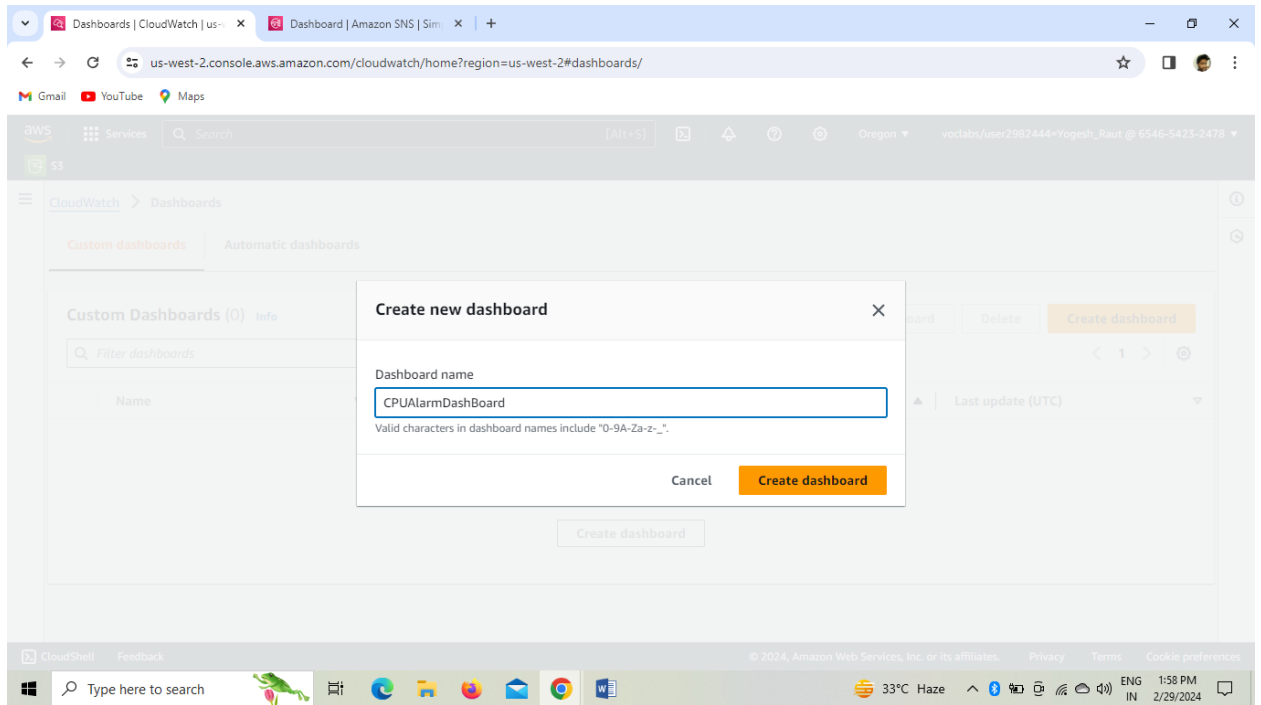 Dashboards | CloudWatch | us-
Dashboard | Amazon SNS | Sim
us-west-2.console.aws.amazon.com/cloudwatch/home?region=us-west-2#dashboards/
Gmail YouTube Maps
aws Services Search [Alt+S] Oregon voclabs/user2982444=Yogesh_Raut @ 6546-5423-2478
S3
CloudWatch > Dashboards
Custom dashboards Automatic dashboards
Create new dashboard
Custom Dashboards (0) Info
Delete Create dashboard
Filter dashboards
< 1 >
Dashboard name
CPUAlarmDashBoard
Name
Last update (UTC)
Valid characters in dashboard names include "0-9A-Za-z-_".
Cancel Create dashboard
Create dashboard
CloudShell Feedback © 2024, Amazon Web Services, Inc. or its affiliates. Privacy Terms Cookie preferences
Type here to search 33°C Haze ENG 1:58 PM
IN 2/29/2024